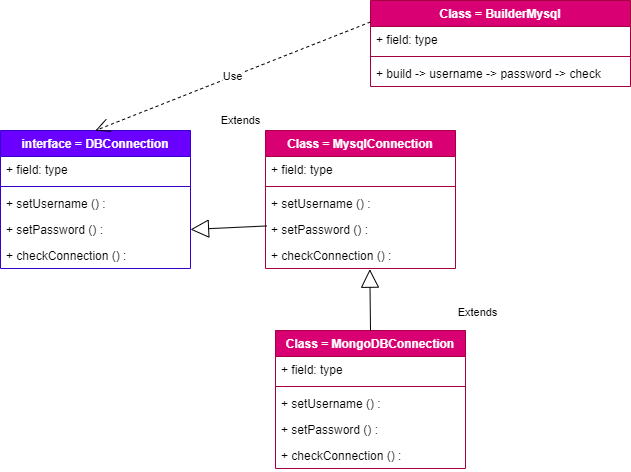 Class = BuilderMysql
+ field: type
+ build -> username -> password -> check
Use
Extends
interface = DBConnection
+ field: type
+ setUsername () :
+ setPassword () :
+ checkConnection () :
Class = MysqlConnection
+ field: type
+ setUsername () :
+ setPassword () :
+ checkConnection () :
Extends
Class = MongoDBConnection
+ field: type
+ setUsername () :
+ setPassword () :
+ checkConnection () :